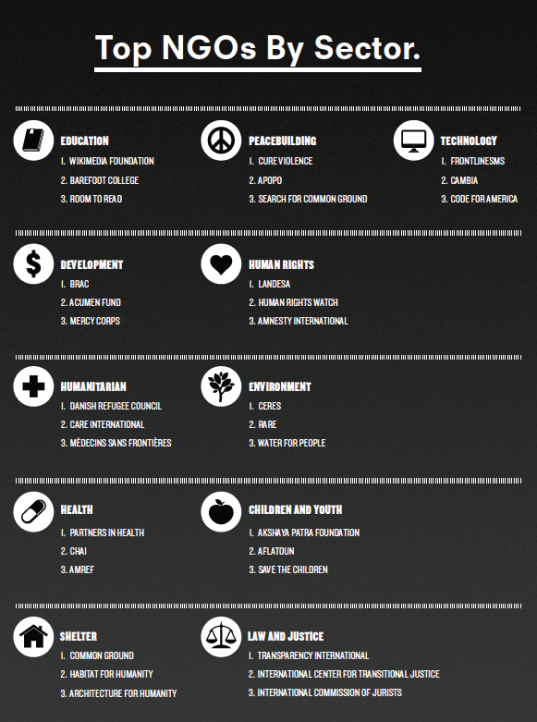 Top NGOs By Sector.
EDUCATION
1. WIKIMEDIA FOUNDATION
2. BAREFOOT COLLEGE
3. ROOM TO READ
PEACEBUILDING
1. CURE VIOLENCE
2. APOPO
3. SEARCH FOR COMMON GROUND
TECHNOLOGY
1. FRONTLINESMS
2. CAMBIA
3. CODE FOR AMERICA
DEVELOPMENT
1. BRAC
2. ACUMEN FUND
3. MERCY CORPS
HUMAN RIGHTS
1. LANDESA
2. HUMAN RIGHTS WATCH
3. AMNESTY INTERNATIONAL
HUMANITARIAN
1. DANISH REFUGEE COUNCIL
2. CARE INTERNATIONAL
3. MÉDECINS SANS FRONTIÈRES
ENVIRONMENT
1. CERES
2. RARE
3. WATER FOR PEOPLE
HEALTH
1. PARTNERS IN HEALTH
2. CHAI
3. AMREF
CHILDREN AND YOUTH
1. AKSHAYA PATRA FOUNDATION
2. AFLATOUN
3. SAVE THE CHILDREN
SHELTER
1. COMMON GROUND
2. HABITAT FOR HUMANITY
3. ARCHITECTURE FOR HUMANITY
LAW AND JUSTICE
1. TRANSPARENCY INTERNATIONAL
2. INTERNATIONAL CENTER FOR TRANSITIONAL JUSTICE
3. INTERNATIONAL COMMISSION OF JURISTS